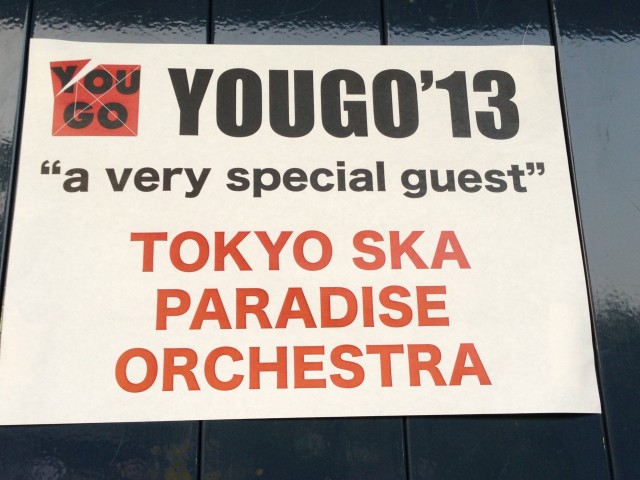 YOU
GO
YOUGO'13
“a very special guest”
TOKYO SKA
PARADISE
ORCHESTRA